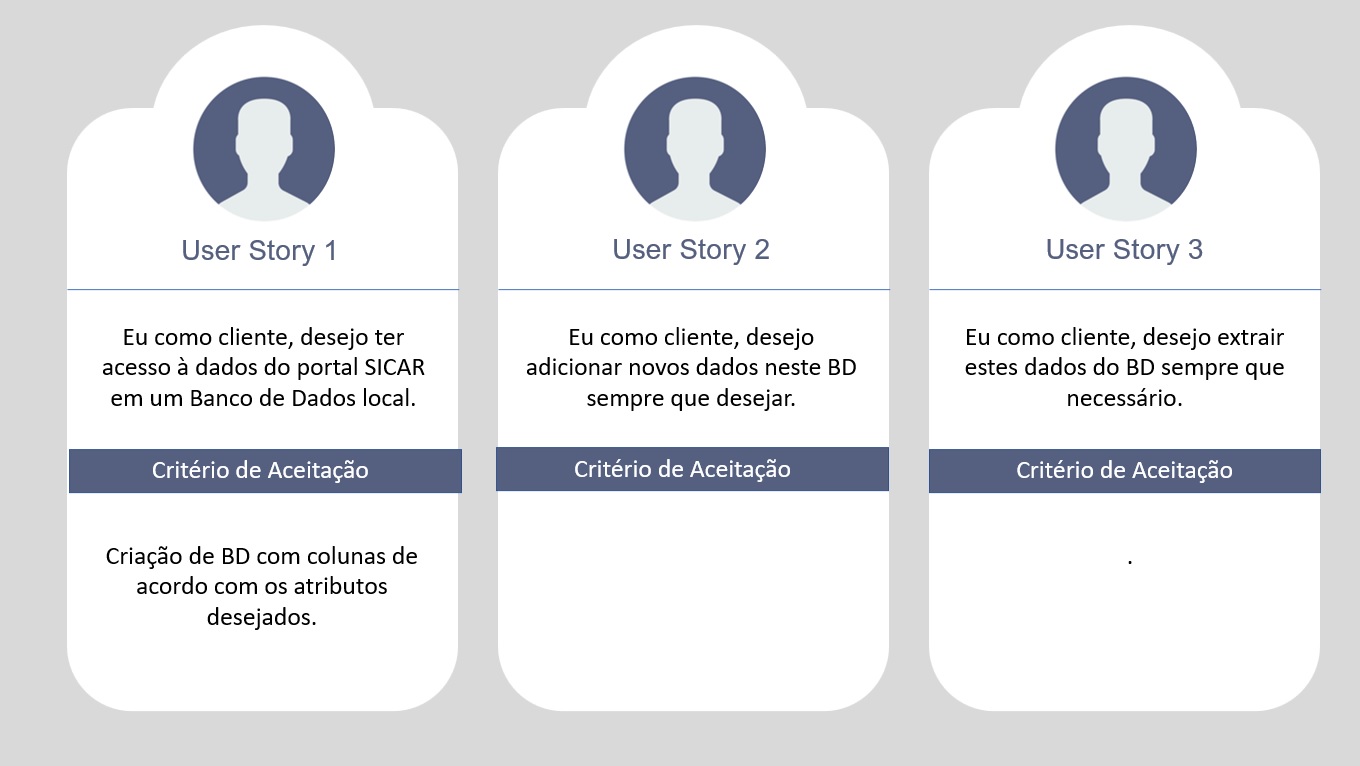 User Story 1
Eu como cliente, desejo ter
acesso à dados do portal SICAR
em um Banco de Dados local.
Critério de Aceitação
Criação de BD com colunas de
acordo com os atributos
desejados.
User Story 2
Eu como cliente, desejo
adicionar novos dados neste BD
sempre que desejar.
Critério de Aceitação
User Story 3
Eu como cliente, desejo extrair
estes dados do BD sempre que
necessário.
Critério de Aceitação
.